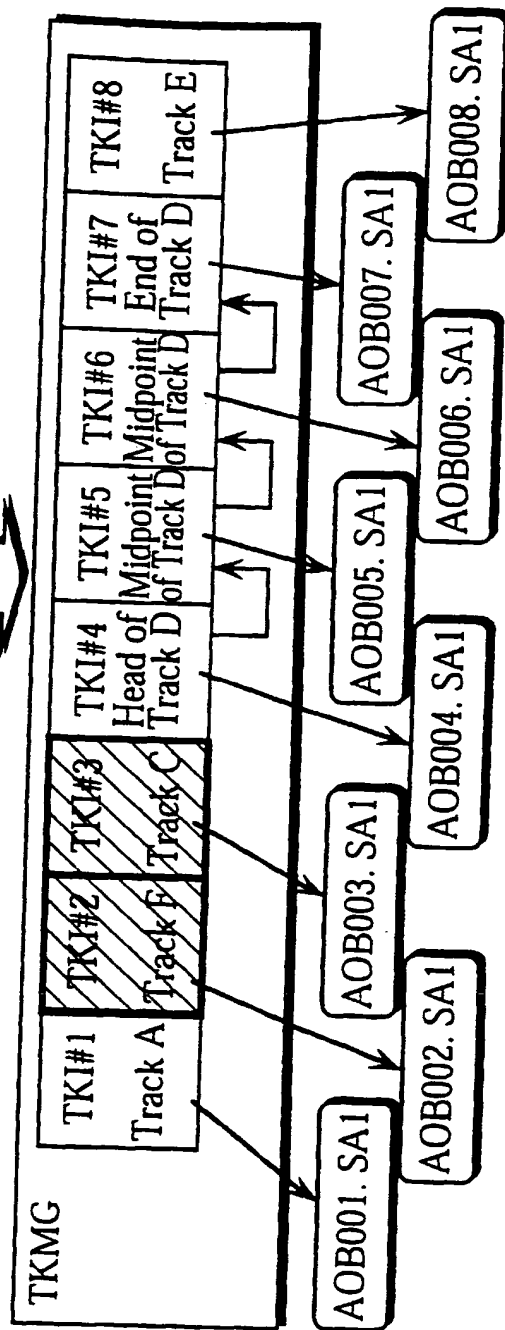 TKMG
TKI#1
Track A
TKI#2
Track F
TKI#3
Track C
TKI#4
Head of
Track D
TKI#5
Midpoint
of Track D
TKI#6
Midpoint
of Track D
TKI#7
End of
Track D
TKI#8
Track E
AOB001. SA1
AOB002. SA1
AOB003. SA1
AOB004. SA1
AOB005. SA1
AOB006. SA1
AOB007. SA1
AOB008. SA1